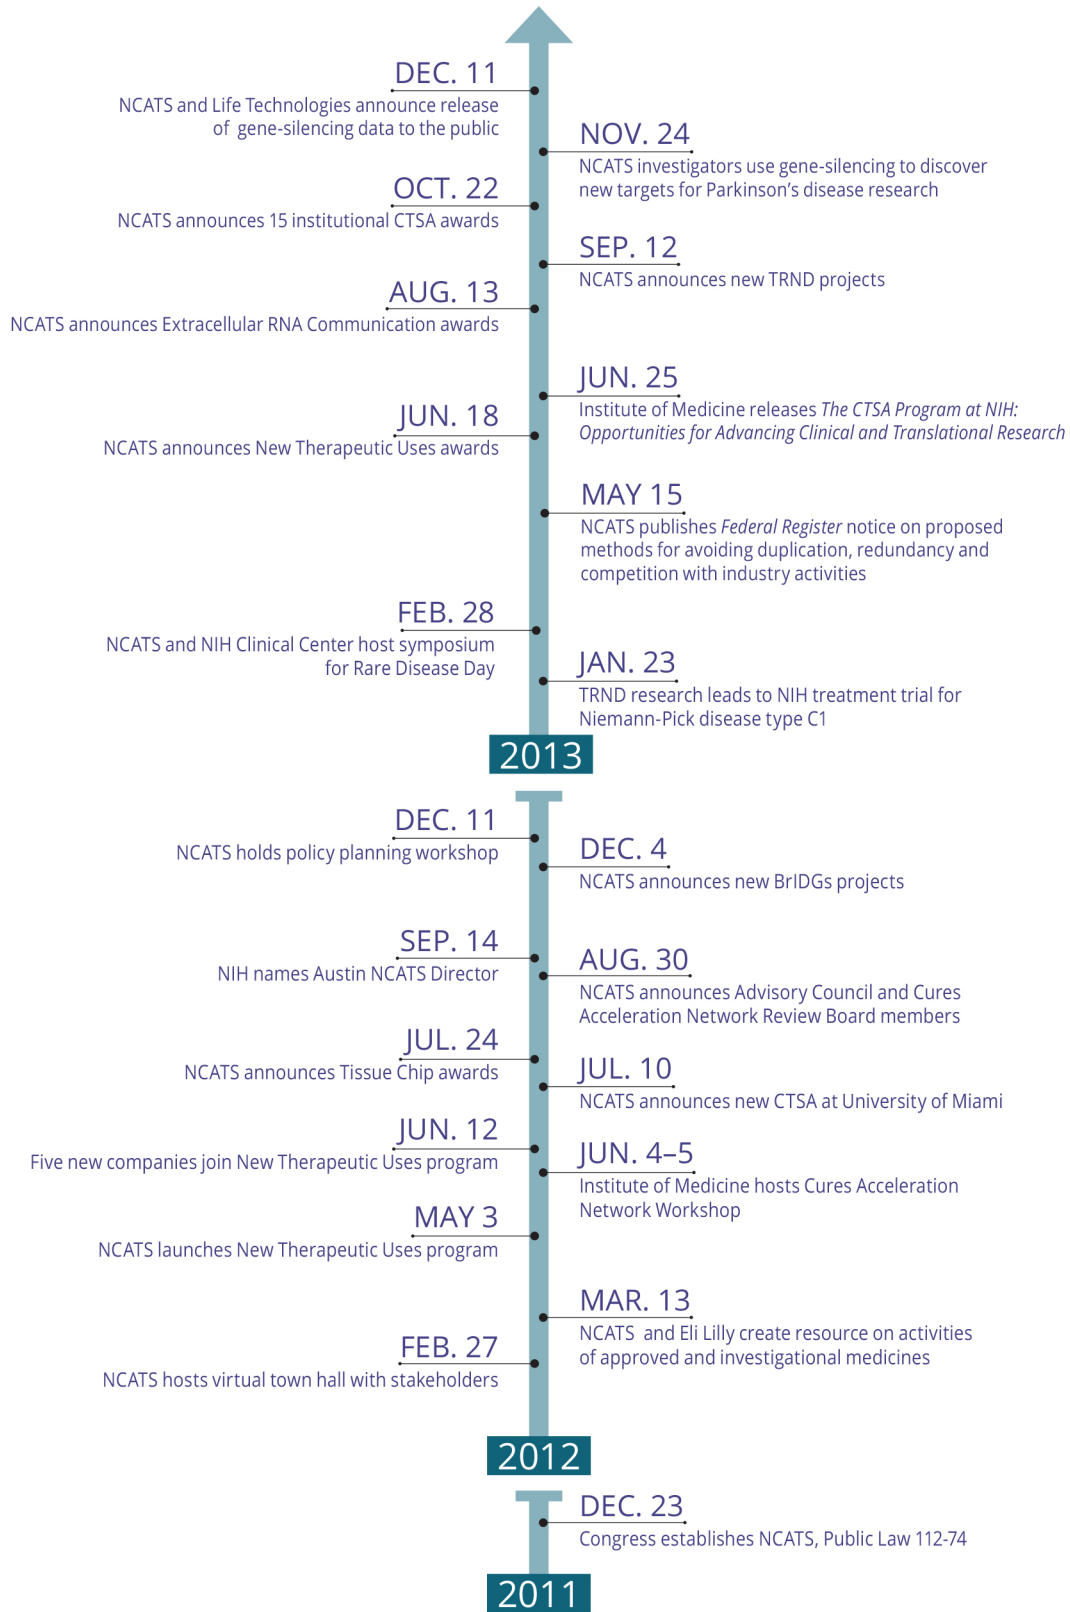 DEC. 11
NCATS and Life Technologies announce release
of gene-silencing data to the public
NOV. 24
NCATS investigators use gene-silencing to discover
new targets for Parkinson’s disease research
OCT. 22
NCATS announces 15 institutional CTSA awards
SEP. 12
NCATS announces new TRND projects
AUG. 13
NCATS announces Extracellular RNA Communication awards
JUN. 25
Institute of Medicine releases The CTSA Program at NIH:
Opportunities for Advancing Clinical and Translational Research
JUN. 18
NCATS announces New Therapeutic Uses awards
MAY 15
NCATS publishes Federal Register notice on proposed
methods for avoiding duplication, redundancy and
competition with industry activities
FEB. 28
NCATS and NIH Clinical Center host symposium
for Rare Disease Day
JAN. 23
TRND research leads to NIH treatment trial for
Niemann-Pick disease type C1
2013
DEC. 11
NCATS holds policy planning workshop
DEC. 4
NCATS announces new BrIDGs projects
SEP. 14
NIH names Austin NCATS Director
AUG. 30
NCATS announces Advisory Council and Cures
Acceleration Network Review Board members
JUL. 24
NCATS announces Tissue Chip awards
JUL. 10
NCATS announces new CTSA at University of Miami
JUN. 12
Five new companies join New Therapeutic Uses program
JUN. 4–5
Institute of Medicine hosts Cures Acceleration
Network Workshop
MAY 3
NCATS launches New Therapeutic Uses program
MAR. 13
NCATS and Eli Lilly create resource on activities
of approved and investigational medicines
FEB. 27
NCATS hosts virtual town hall with stakeholders
2012
DEC. 23
Congress establishes NCATS, Public Law 112-74
2011